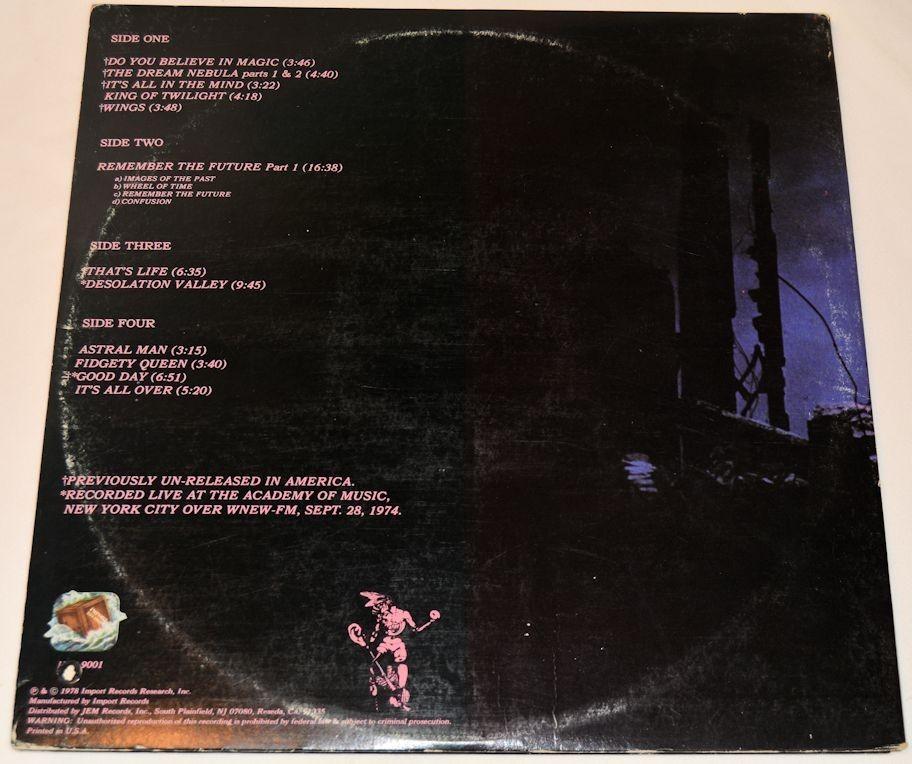 SIDE ONE
†DO YOU BELIEVE IN MAGIC (3:46)
†THE DREAM NEBULA parts 1 & 2 (4:40)
†IT'S ALL IN THE MIND (3:22)
KING OF TWILIGHT (4:18)
†WINGS (3:48)
SIDE TWO
REMEMBER THE FUTURE Part 1 (16:38)
a) IMAGES OF THE PAST
b) WHEEL OF TIME
c) REMEMBER THE FUTURE
d) CONFUSION
SIDE THREE
*THAT'S LIFE (6:35)
*DESOLATION VALLEY (9:45)
SIDE FOUR
ASTRAL MAN (3:15)
FIDGETY QUEEN (3:40)
†*GOOD DAY (6:51)
IT'S ALL OVER (5:20)
†PREVIOUSLY UN-RELEASED IN AMERICA.
*RECORDED LIVE AT THE ACADEMY OF MUSIC,
NEW YORK CITY OVER WNEW-FM, SEPT. 28, 1974.
9001
℗ & © 1978 Import Records Research, Inc.
Manufactured by Import Records
Distributed by JEM Records, Inc., South Plainfield, NJ 07080, Reseda, CA 91335
WARNING: Unauthorized reproduction of this recording is prohibited by federal law & subject to criminal prosecution.
Printed in U.S.A.